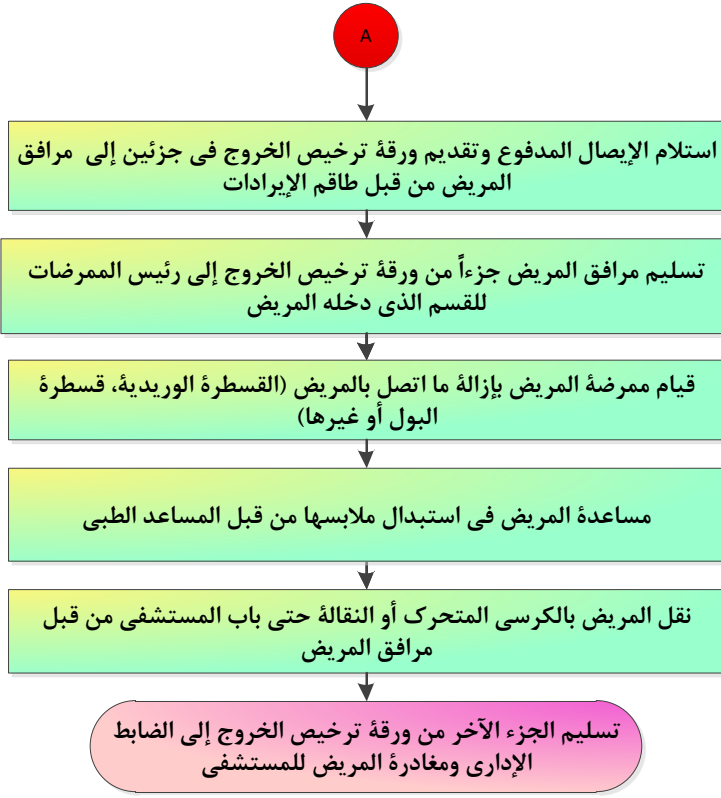 A
استلام الإيصال المدفوع وتقديم ورقة ترخيص الخروج فى جزئين إلى مرافق
المريض من قبل طاقم الإيرادات
تسليم مرافق المريض جزءاً من ورقة ترخيص الخروج إلى رئيس الممرضات
للقسم الذى دخله المريض
قيام ممرضة المريض بإزالة ما اتصل بالمريض (القسطرة الوريدية، قسطرة
البول أو غيرها)
مساعدة المريض فى استبدال ملابسها من قبل المساعد الطبى
نقل المريض بالكرسى المتحرك أو النقالة حتى باب المستشفى من قبل
مرافق المريض
تسليم الجزء الآخر من ورقة ترخيص الخروج إلى الضابط
الإدارى ومغادرة المريض للمستشفى